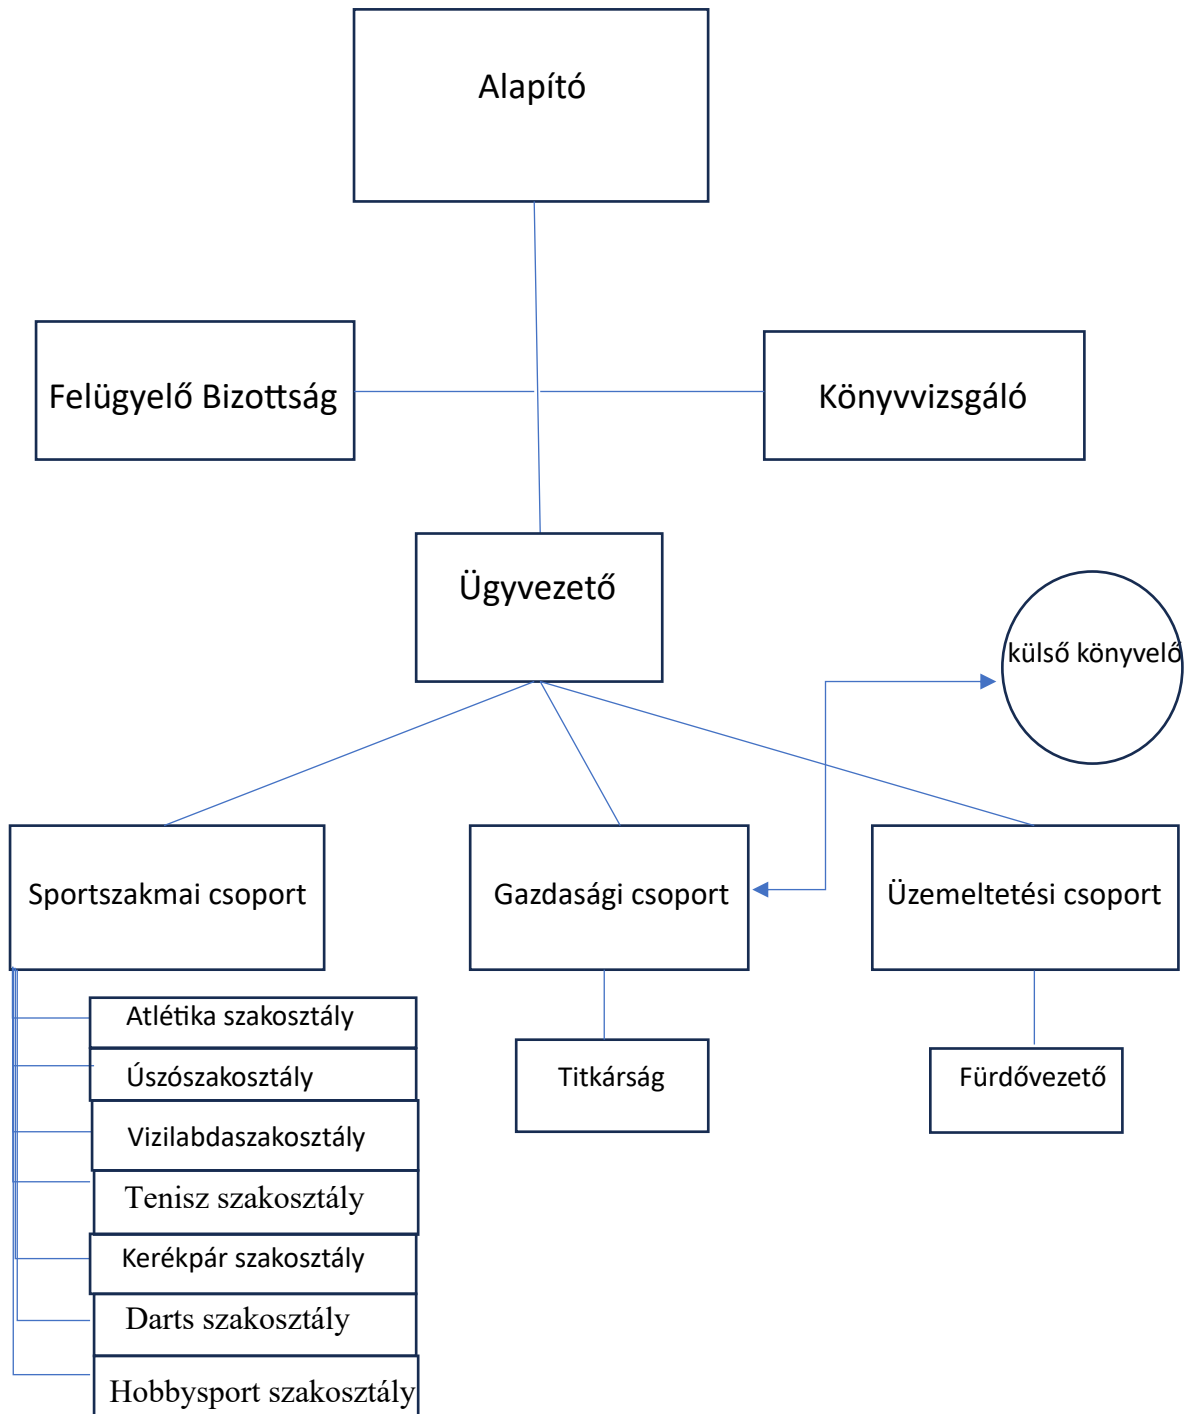 Alapító
Felügyelő Bizottság
Könyvvizsgáló
Ügyvezető
külső könyvelő
Sportszakmai csoport
Gazdasági csoport
Üzemeltetési csoport
Atlétika szakosztály
Úszószakosztály
Vizilabdaszakosztály
Tenisz szakosztály
Kerékpár szakosztály
Darts szakosztály
Hobbysport szakosztály
Titkárság
Fürdővezető